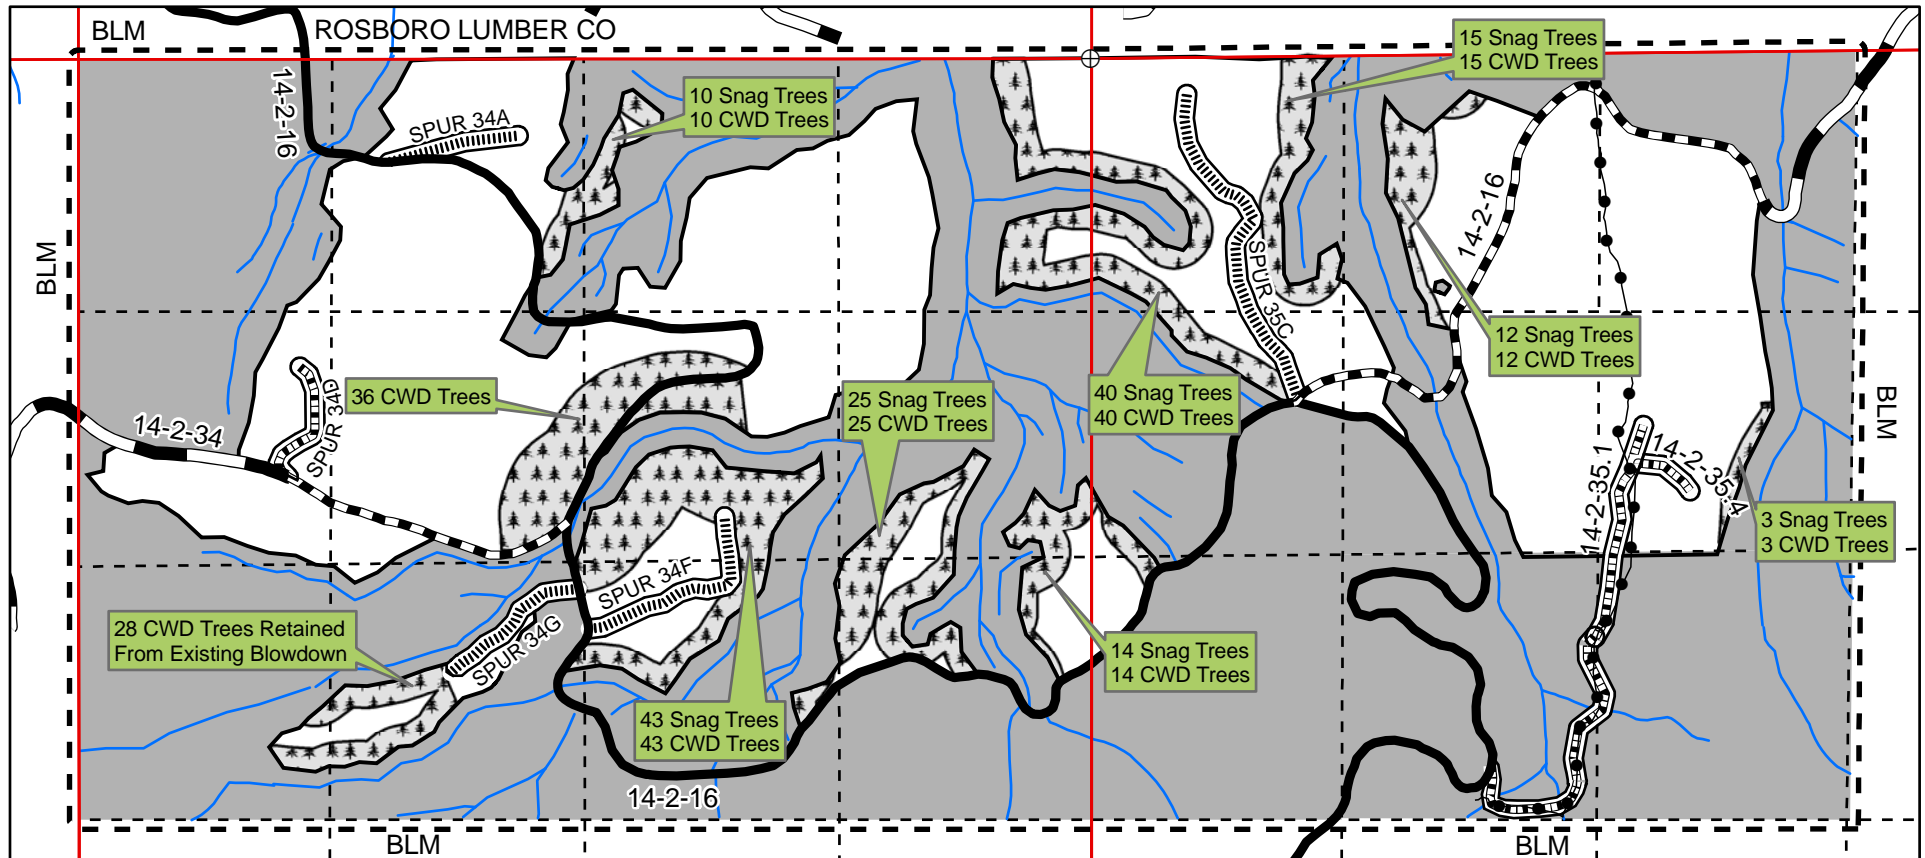 BLM
ROSBORO LUMBER CO
15 Snag Trees
15 CWD Trees
10 Snag Trees
10 CWD Trees
14-2-16
SPUR 34A
14-2-16
BLM
SPUR 35C
12 Snag Trees
12 CWD Trees
36 CWD Trees
SPUR 34D
25 Snag Trees
25 CWD Trees
40 Snag Trees
40 CWD Trees
BLM
14-2-34
14-2-35.1
14-2-35.4
3 Snag Trees
3 CWD Trees
SPUR 34F
28 CWD Trees Retained
From Existing Blowdown
SPUR 34G
14 Snag Trees
14 CWD Trees
43 Snag Trees
43 CWD Trees
14-2-16
BLM
BLM